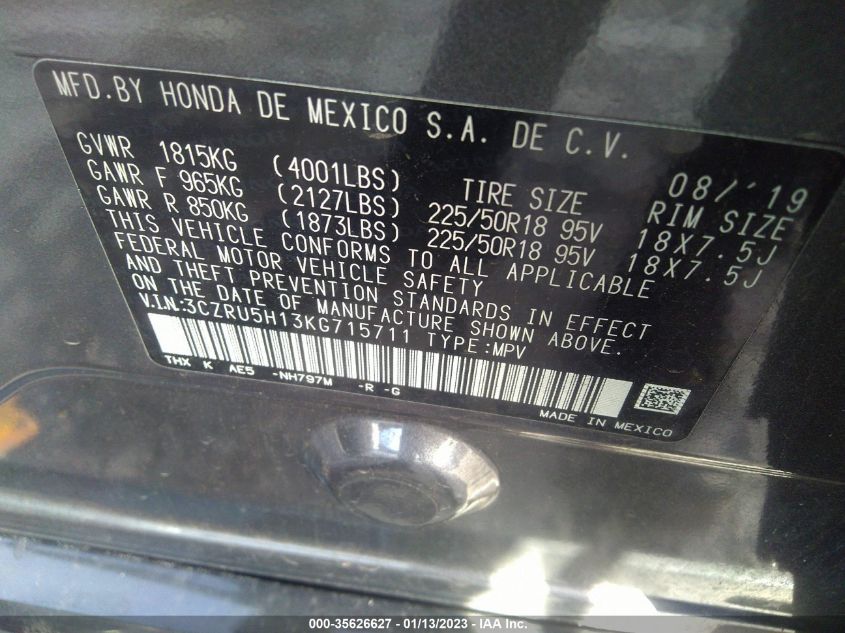 MFD.BY HONDA DE MEXICO S.A. DE C.V.
08/'19
GVWR 1815KG (4001LBS) TIRE SIZE RIM SIZE
GAWR F 965KG (2127LBS) 225/50R18 95V 18X7.5J
GAWR R 850KG (1873LBS) 225/50R18 95V 18X7.5J
THIS VEHICLE CONFORMS TO ALL APPLICABLE
FEDERAL MOTOR VEHICLE SAFETY
AND THEFT PREVENTION STANDARDS IN EFFECT
ON THE DATE OF MANUFACTURE SHOWN ABOVE.
V.I.N:3CZRU5H13KG715711 TYPE:MPV
THX K AE5 -NH797M -R -G
MADE IN MEXICO
000-35626627 - 01/13/2023 - © IAA Inc.